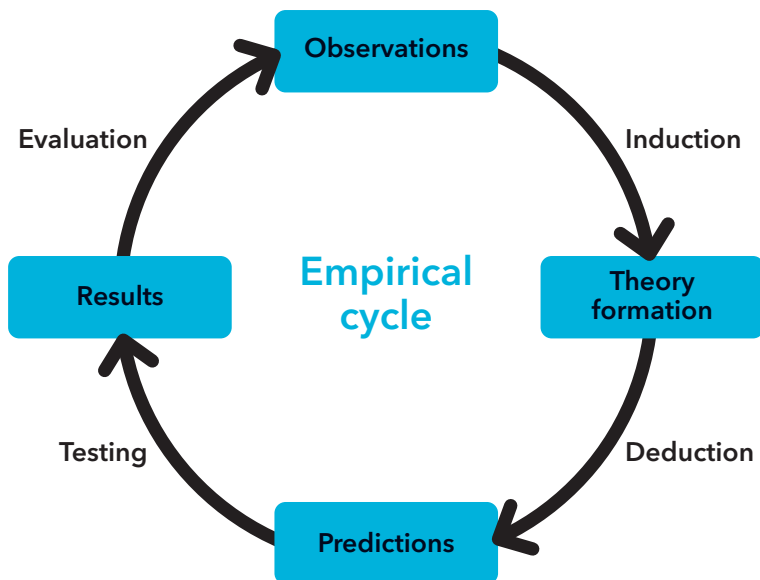 Observations
Evaluation
Induction
Empirical
cycle
Results
Theory
formation
Testing
Deduction
Predictions